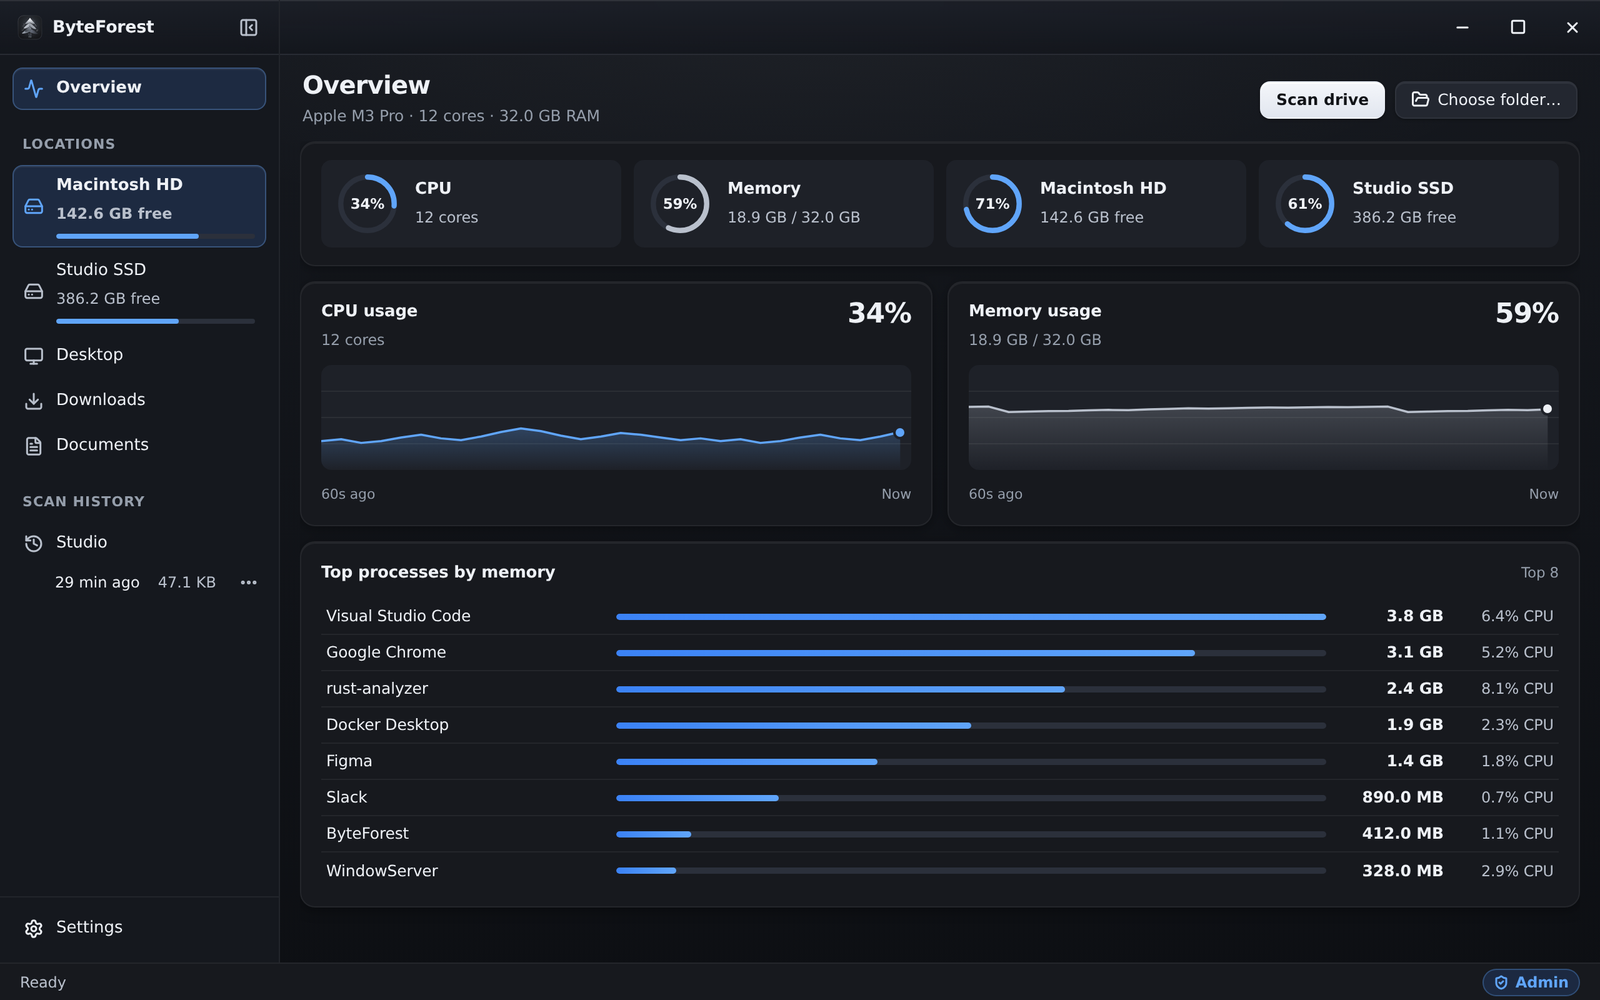 ByteForest
Overview
LOCATIONS
Macintosh HD
142.6 GB free
Studio SSD
386.2 GB free
Desktop
Downloads
Documents
SCAN HISTORY
Studio
29 min ago 47.1 KB
Settings
Overview
Apple M3 Pro · 12 cores · 32.0 GB RAM
Scan drive
Choose folder…
34%
CPU
12 cores
59%
Memory
18.9 GB / 32.0 GB
71%
Macintosh HD
142.6 GB free
61%
Studio SSD
386.2 GB free
CPU usage
34%
12 cores
60s ago
Now
Memory usage
59%
18.9 GB / 32.0 GB
60s ago
Now
Top processes by memory
Top 8
Visual Studio Code 3.8 GB 6.4% CPU
Google Chrome 3.1 GB 5.2% CPU
rust-analyzer 2.4 GB 8.1% CPU
Docker Desktop 1.9 GB 2.3% CPU
Figma 1.4 GB 1.8% CPU
Slack 890.0 MB 0.7% CPU
ByteForest 412.0 MB 1.1% CPU
WindowServer 328.0 MB 2.9% CPU
Ready
Admin